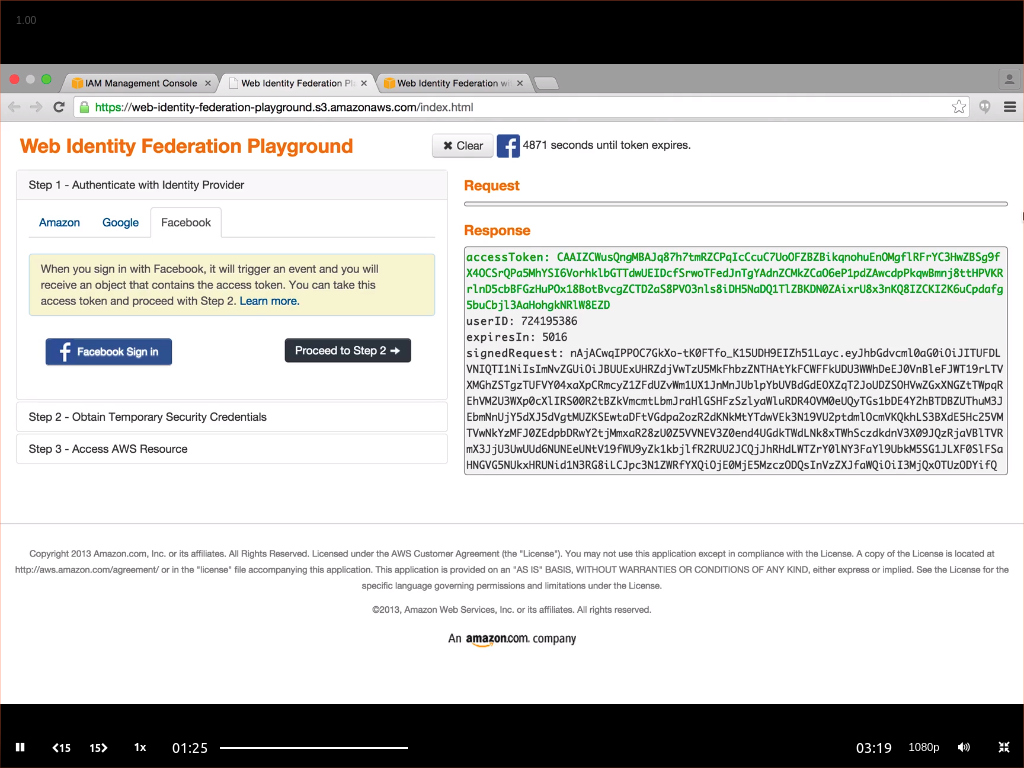 1.00
IAM Management Console
Web Identity Federation Pl
Web Identity Federation wi
https://web-identity-federation-playground.s3.amazonaws.com/index.html
Web Identity Federation Playground
Clear
4871 seconds until token expires.
Step 1 - Authenticate with Identity Provider
Amazon Google Facebook
When you sign in with Facebook, it will trigger an event and you will
receive an object that contains the access token. You can take this
access token and proceed with Step 2. Learn more.
Facebook Sign in
Proceed to Step 2
Step 2 - Obtain Temporary Security Credentials
Step 3 - Access AWS Resource
Request
Response
accessToken:
userID: 724195386
expiresIn: 5016
signedRequest:
Copyright 2013 Amazon.com, Inc. or its affiliates. All Rights Reserved. Licensed under the AWS Customer Agreement (the "License"). You may not use this application except in compliance with the License. A copy of the License is located at
http://aws.amazon.com/agreement/ or in the "license" file accompanying this application. This application is provided on an "AS IS" BASIS, WITHOUT WARRANTIES OR CONDITIONS OF ANY KIND, either express or implied. See the License for the
specific language governing permissions and limitations under the License.
©2013, Amazon Web Services, Inc. or its affiliates. All rights reserved.
An amazon.com. company
15 15 1x 01:25 03:19 1080p